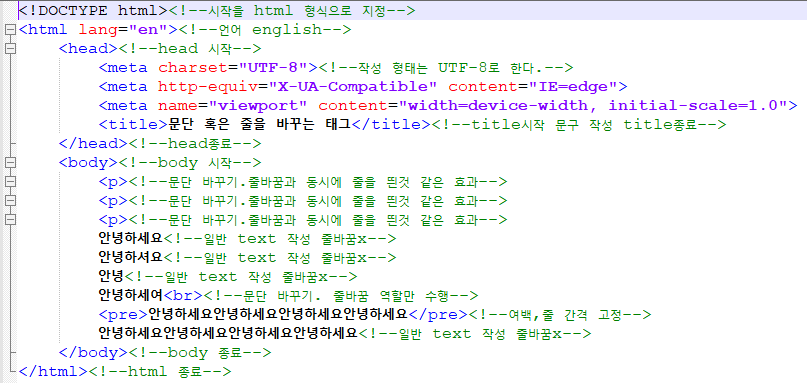 <!DOCTYPE html><!--시작을 html 형식으로 지정-->
<html lang="en"><!--언어 english-->
<head><!--head 시작-->
<meta charset="UTF-8"><!--작성 형태는 UTF-8로 한다.-->
<meta http-equiv="X-UA-Compatible" content="IE=edge">
<meta name="viewport" content="width=device-width, initial-scale=1.0">
<title>문단 혹은 줄을 바꾸는 태그</title><!--title시작 문구 작성 title종료-->
</head><!--head종료-->
<body><!--body 시작-->
<p><!--문단 바꾸기.줄바꿈과 동시에 줄을 띈것 같은 효과-->
<p><!--문단 바꾸기.줄바꿈과 동시에 줄을 띈것 같은 효과-->
<p><!--문단 바꾸기.줄바꿈과 동시에 줄을 띈것 같은 효과-->
안녕하세요<!--일반 text 작성 줄바꿈x-->
안녕하셔요<!--일반 text 작성 줄바꿈x-->
안녕<!--일반 text 작성 줄바꿈x-->
안녕하세여<br><!--문단 바꾸기. 줄바꿈 역할만 수행-->
<pre>안녕하세요안녕하세요안녕하세요안녕하세요</pre><!--여백,줄 간격 고정-->
안녕하세요안녕하세요안녕하세요안녕하세요<!--일반 text 작성 줄바꿈x-->
</body><!--body 종료-->
</html><!--html 종료-->